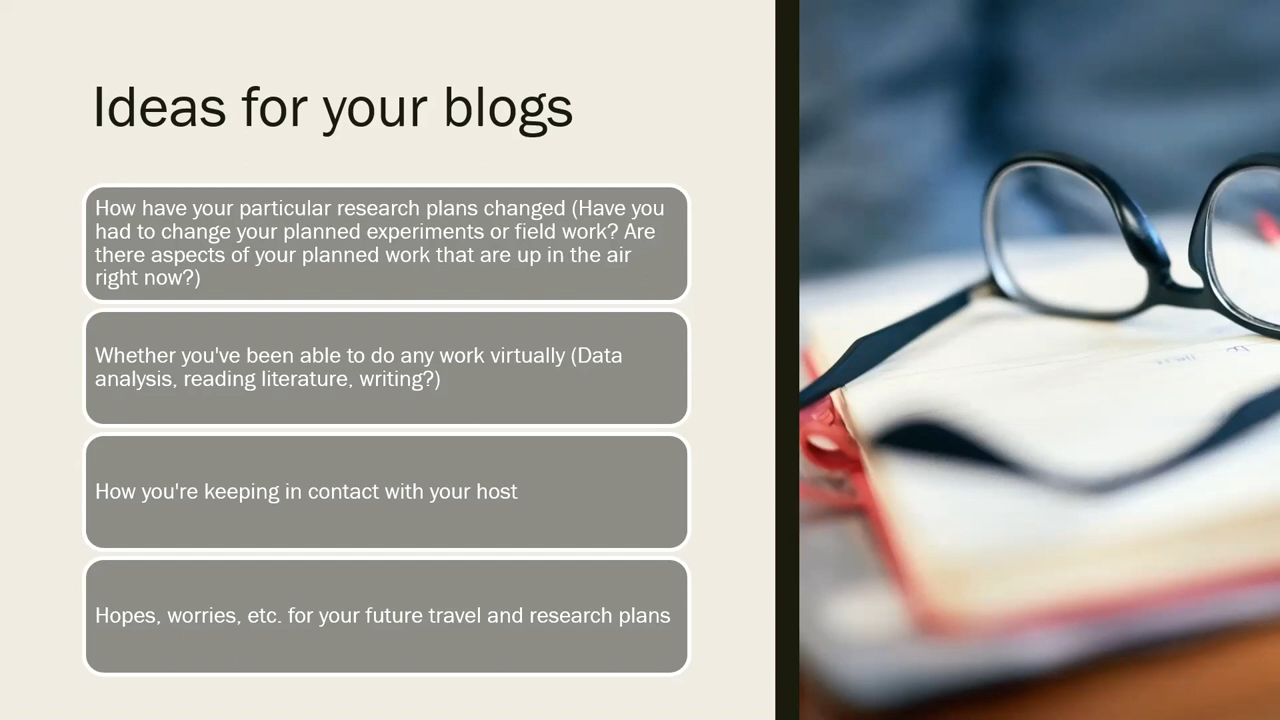 Ideas for your blogs
How have your particular research plans changed (Have you
had to change your planned experiments or field work? Are
there aspects of your planned work that are up in the air
right now?)
Whether you've been able to do any work virtually (Data
analysis, reading literature, writing?)
How you're keeping in contact with your host
Hopes, worries, etc. for your future travel and research plans